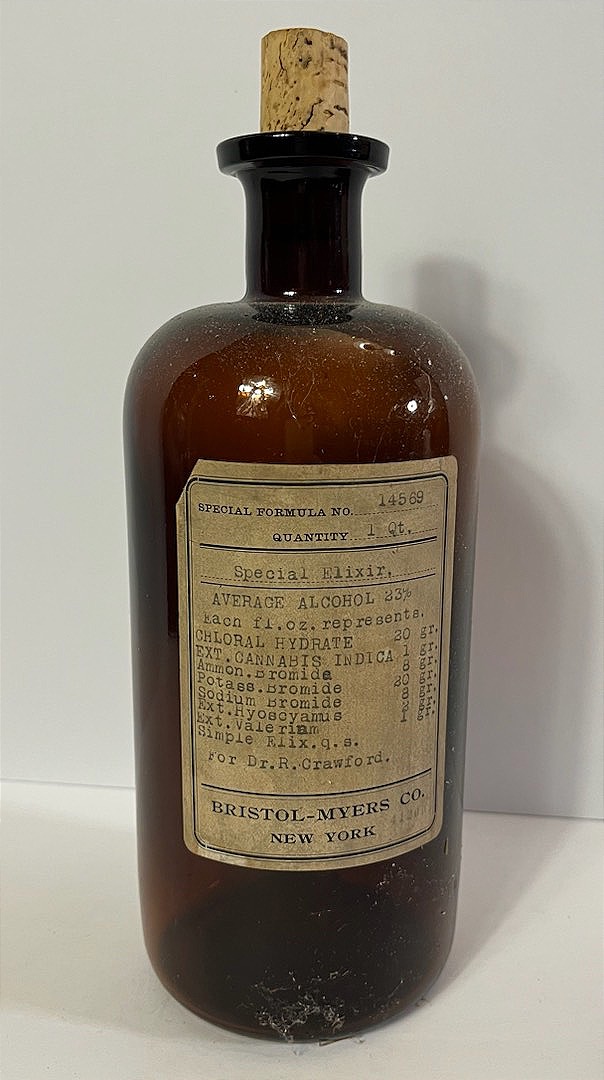 SPECIAL FORMULA NO. 14569
QUANTITY 1 Qt.
Special Elixir.
AVERAGE ALCOHOL 23%
Each fl.oz.represents.
CHLORAL HYDRATE 20 gr.
EXT.CANNABIS INDICA 1 gr.
Ammon.Bromide 8 gr.
Potass.Bromide 20 gr.
Sodium Bromide 8 gr.
Ext.Hyoscyamus gr.
Ext.Valerian gr.
Simple Elix.q.s.
For Dr.R.Crawford.
BRISTOL-MYERS CO.
NEW YORK